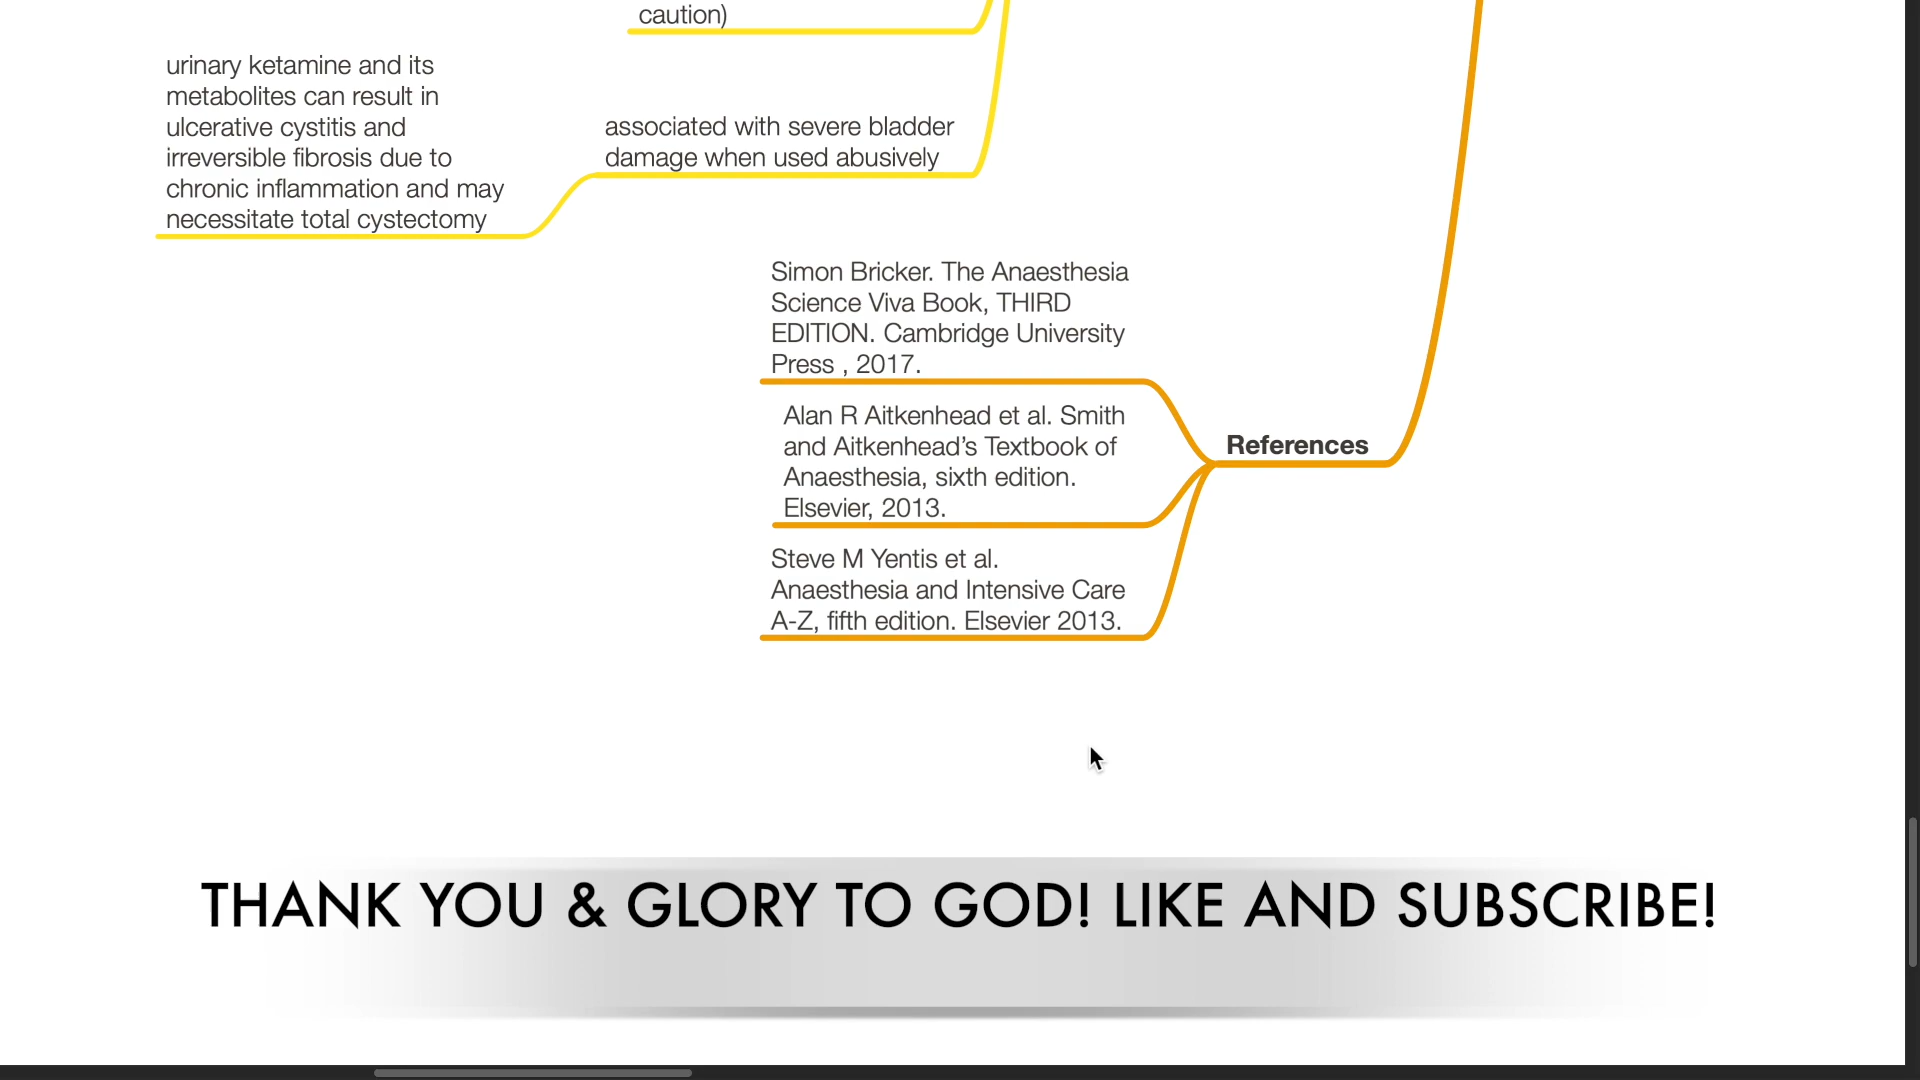 caution)
urinary ketamine and its
metabolites can result in
ulcerative cystitis and
irreversible fibrosis due to
chronic inflammation and may
necessitate total cystectomy
associated with severe bladder
damage when used abusively
Simon Bricker. The Anaesthesia
Science Viva Book, THIRD
EDITION. Cambridge University
Press , 2017.
Alan R Aitkenhead et al. Smith
and Aitkenhead’s Textbook of
Anaesthesia, sixth edition.
Elsevier, 2013.
References
Steve M Yentis et al.
Anaesthesia and Intensive Care
A-Z, fifth edition. Elsevier 2013.
THANK YOU & GLORY TO GOD! LIKE AND SUBSCRIBE!